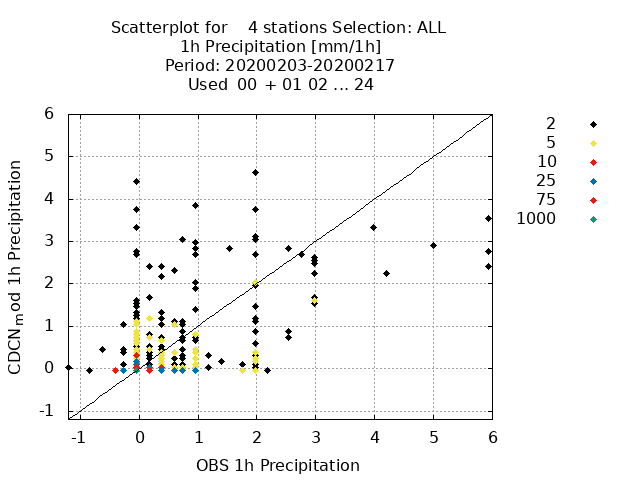 Scatterplot for 4 stations Selection: ALL
1h Precipitation [mm/1h]
Period: 20200203-20200217
Used 00 + 01 02 ... 24
6
5
4
3
2
1
0
-1
CDCN_mod 1h Precipitation
-1 0 1 2 3 4 5 6
OBS 1h Precipitation
2
5
10
25
75
1000